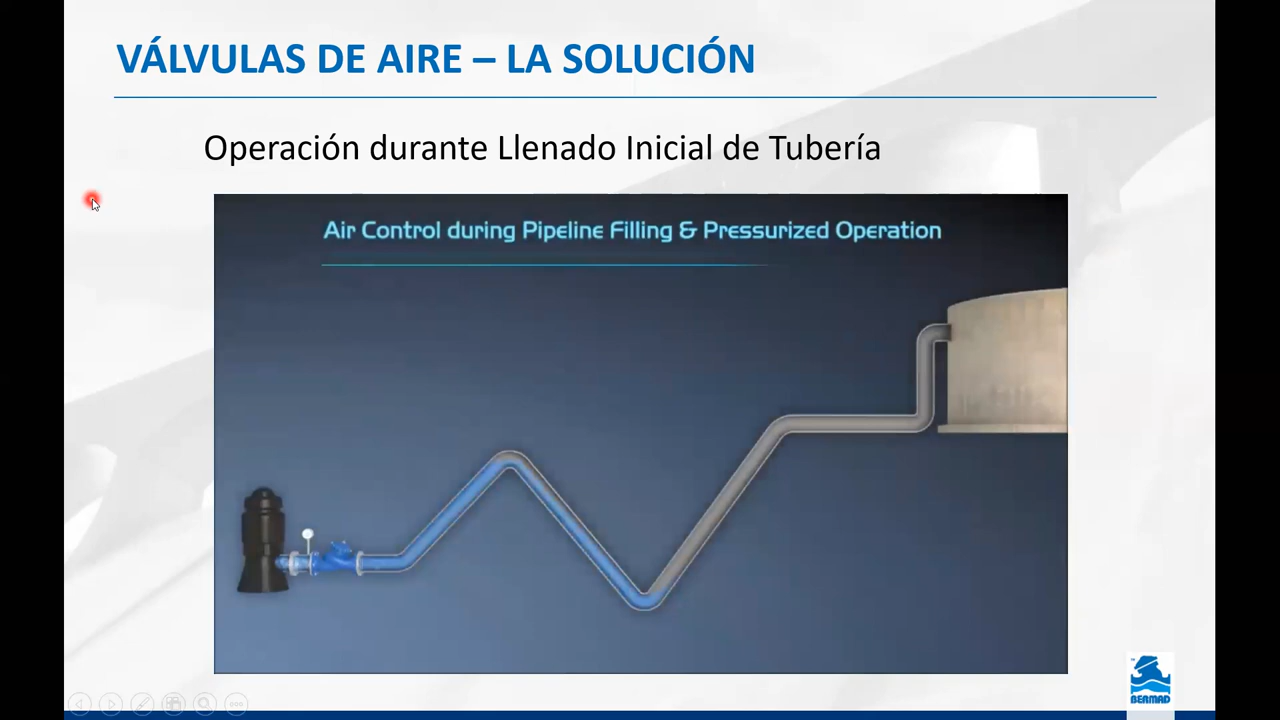 VÁLVULAS DE AIRE – LA SOLUCIÓN
Operación durante Llenado Inicial de Tubería
Air Control during Pipeline Filling & Pressurized Operation
BERMAD